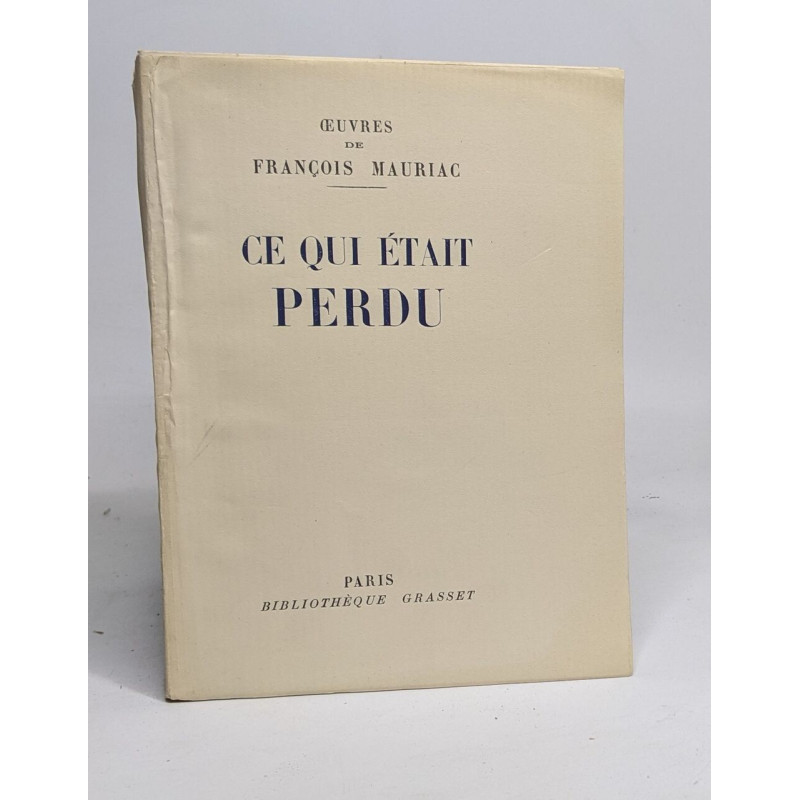 ŒUVRES
DE
FRANÇOIS MAURIAC
CE QUI ÉTAIT
PERDU
PARIS
BIBLIOTHÈQUE GRASSET